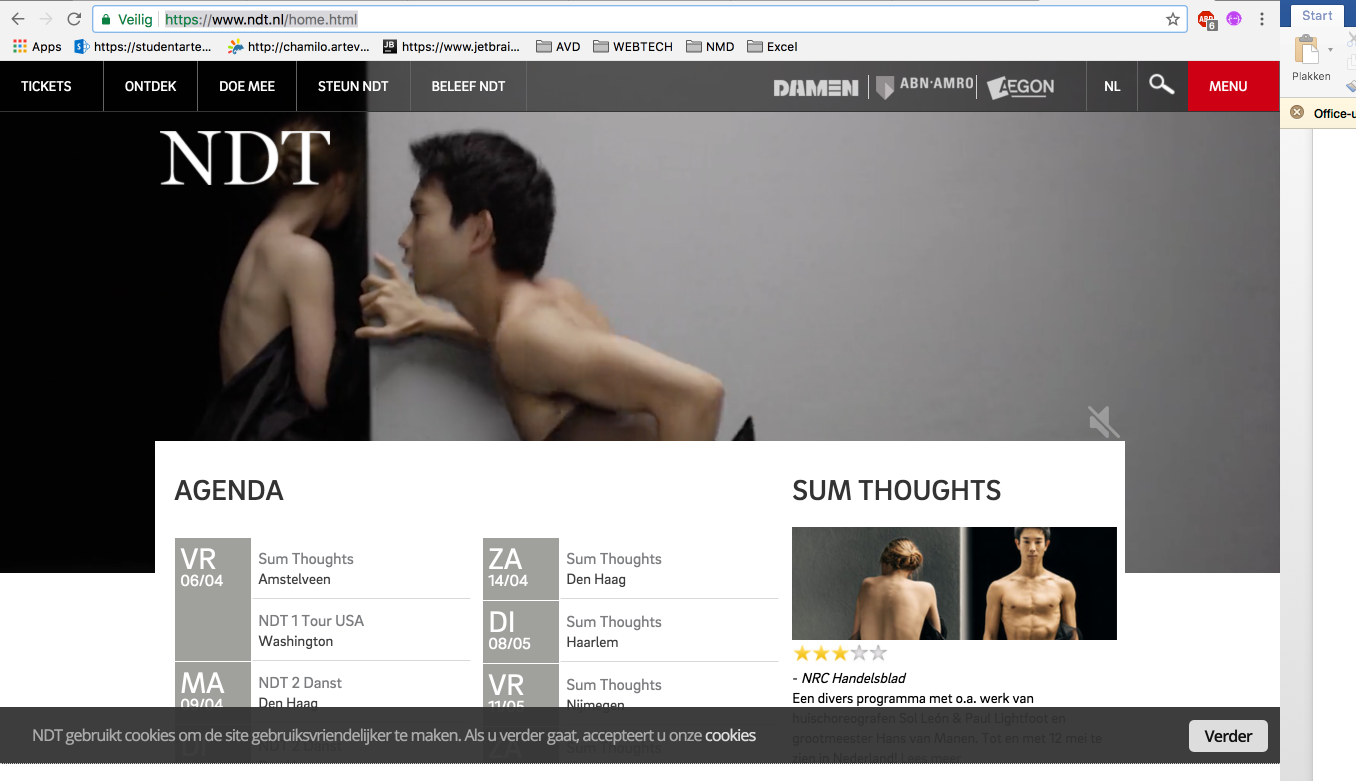 Veilig https://www.ndt.nl/home.html
ABP 6
Start
Apps https://studentarte... http://chamilo.artev... https://www.jetbrai... AVD WEBTECH NMD Excel
Plakken
TICKETS ONTDEK DOE MEE STEUN NDT BELEEF NDT DAMEN ABN·AMRO AEGON NL MENU
Office-u
NDT
AGENDA
VR
06/04
Sum Thoughts
Amstelveen
NDT 1 Tour USA
Washington
MA
09/04
NDT 2 Danst
Den Haag
ZA
14/04
Sum Thoughts
Den Haag
DI
08/05
Sum Thoughts
Haarlem
VR
11/05
Sum Thoughts
Nijmegen
SUM THOUGHTS
- NRC Handelsblad
Een divers programma met o.a. werk van
huischoreografen Sol León & Paul Lightfoot en
grootmeester Hans van Manen. Tot en met 12 mei te
NDT gebruikt cookies om de site gebruiksvriendelijker te maken. Als u verder gaat, accepteert u onze cookies
Verder